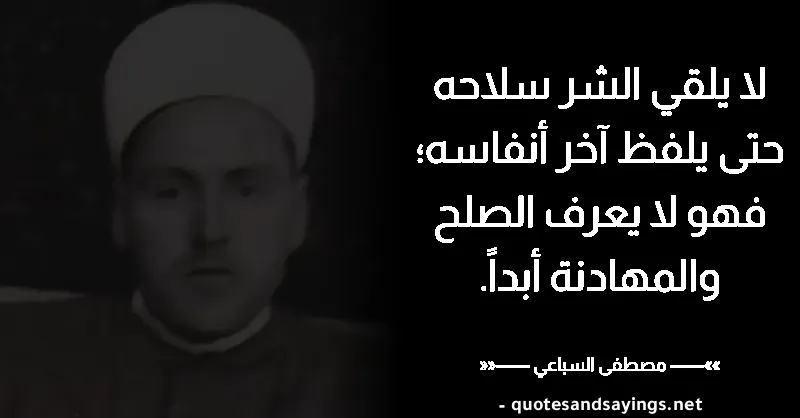 لا يلقي الشر سلاحه
حتى يلفظ آخر أنفاسه؛
فهو لا يعرف الصلح
والمهادنة أبداً.
»»—— مصطفى السباعي ——««
- quotesandsayings.net